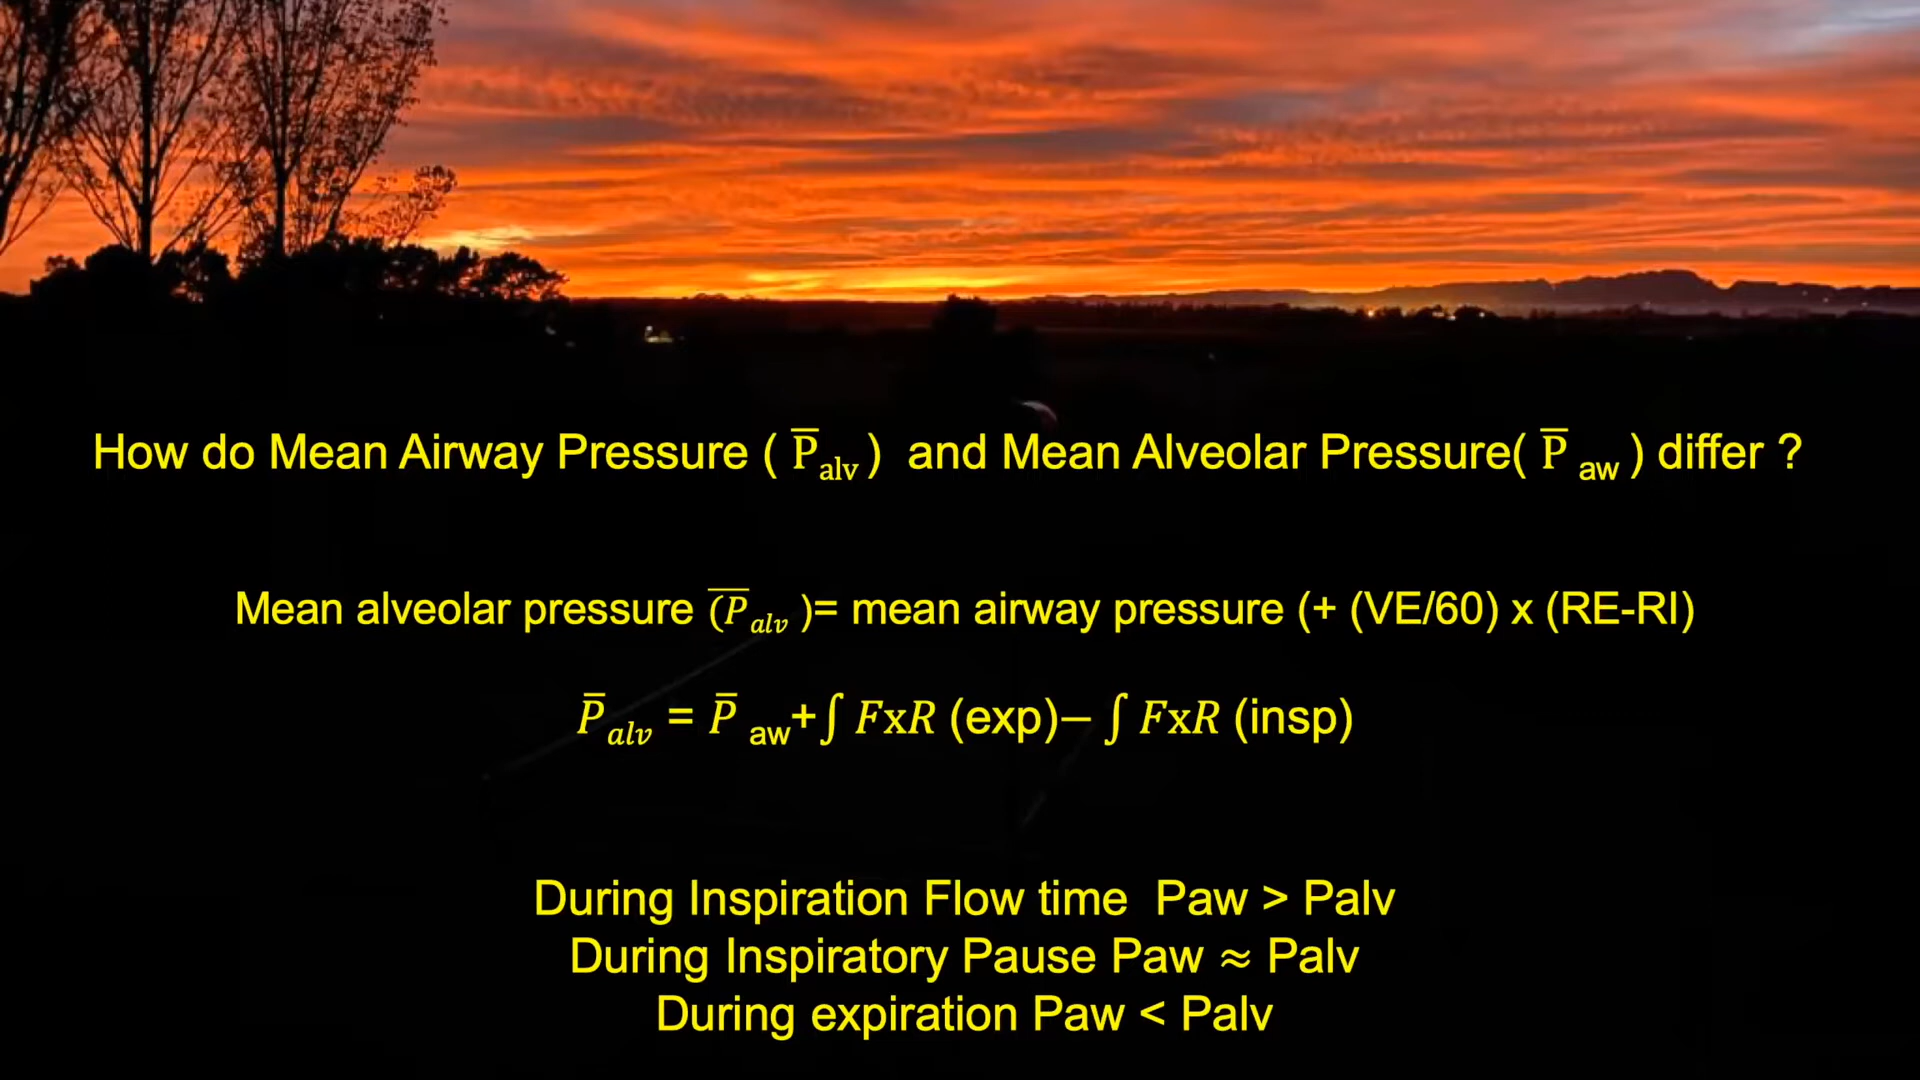 How do Mean Airway Pressure ( P̅alv ) and Mean Alveolar Pressure( P̅ aw ) differ ?
Mean alveolar pressure (P̅alv )= mean airway pressure (+ (VE/60) x (RE-RI)
P̅alv = P̅ aw+∫ FxR (exp)− ∫ FxR (insp)
During Inspiration Flow time Paw > Palv
During Inspiratory Pause Paw ≈ Palv
During expiration Paw < Palv